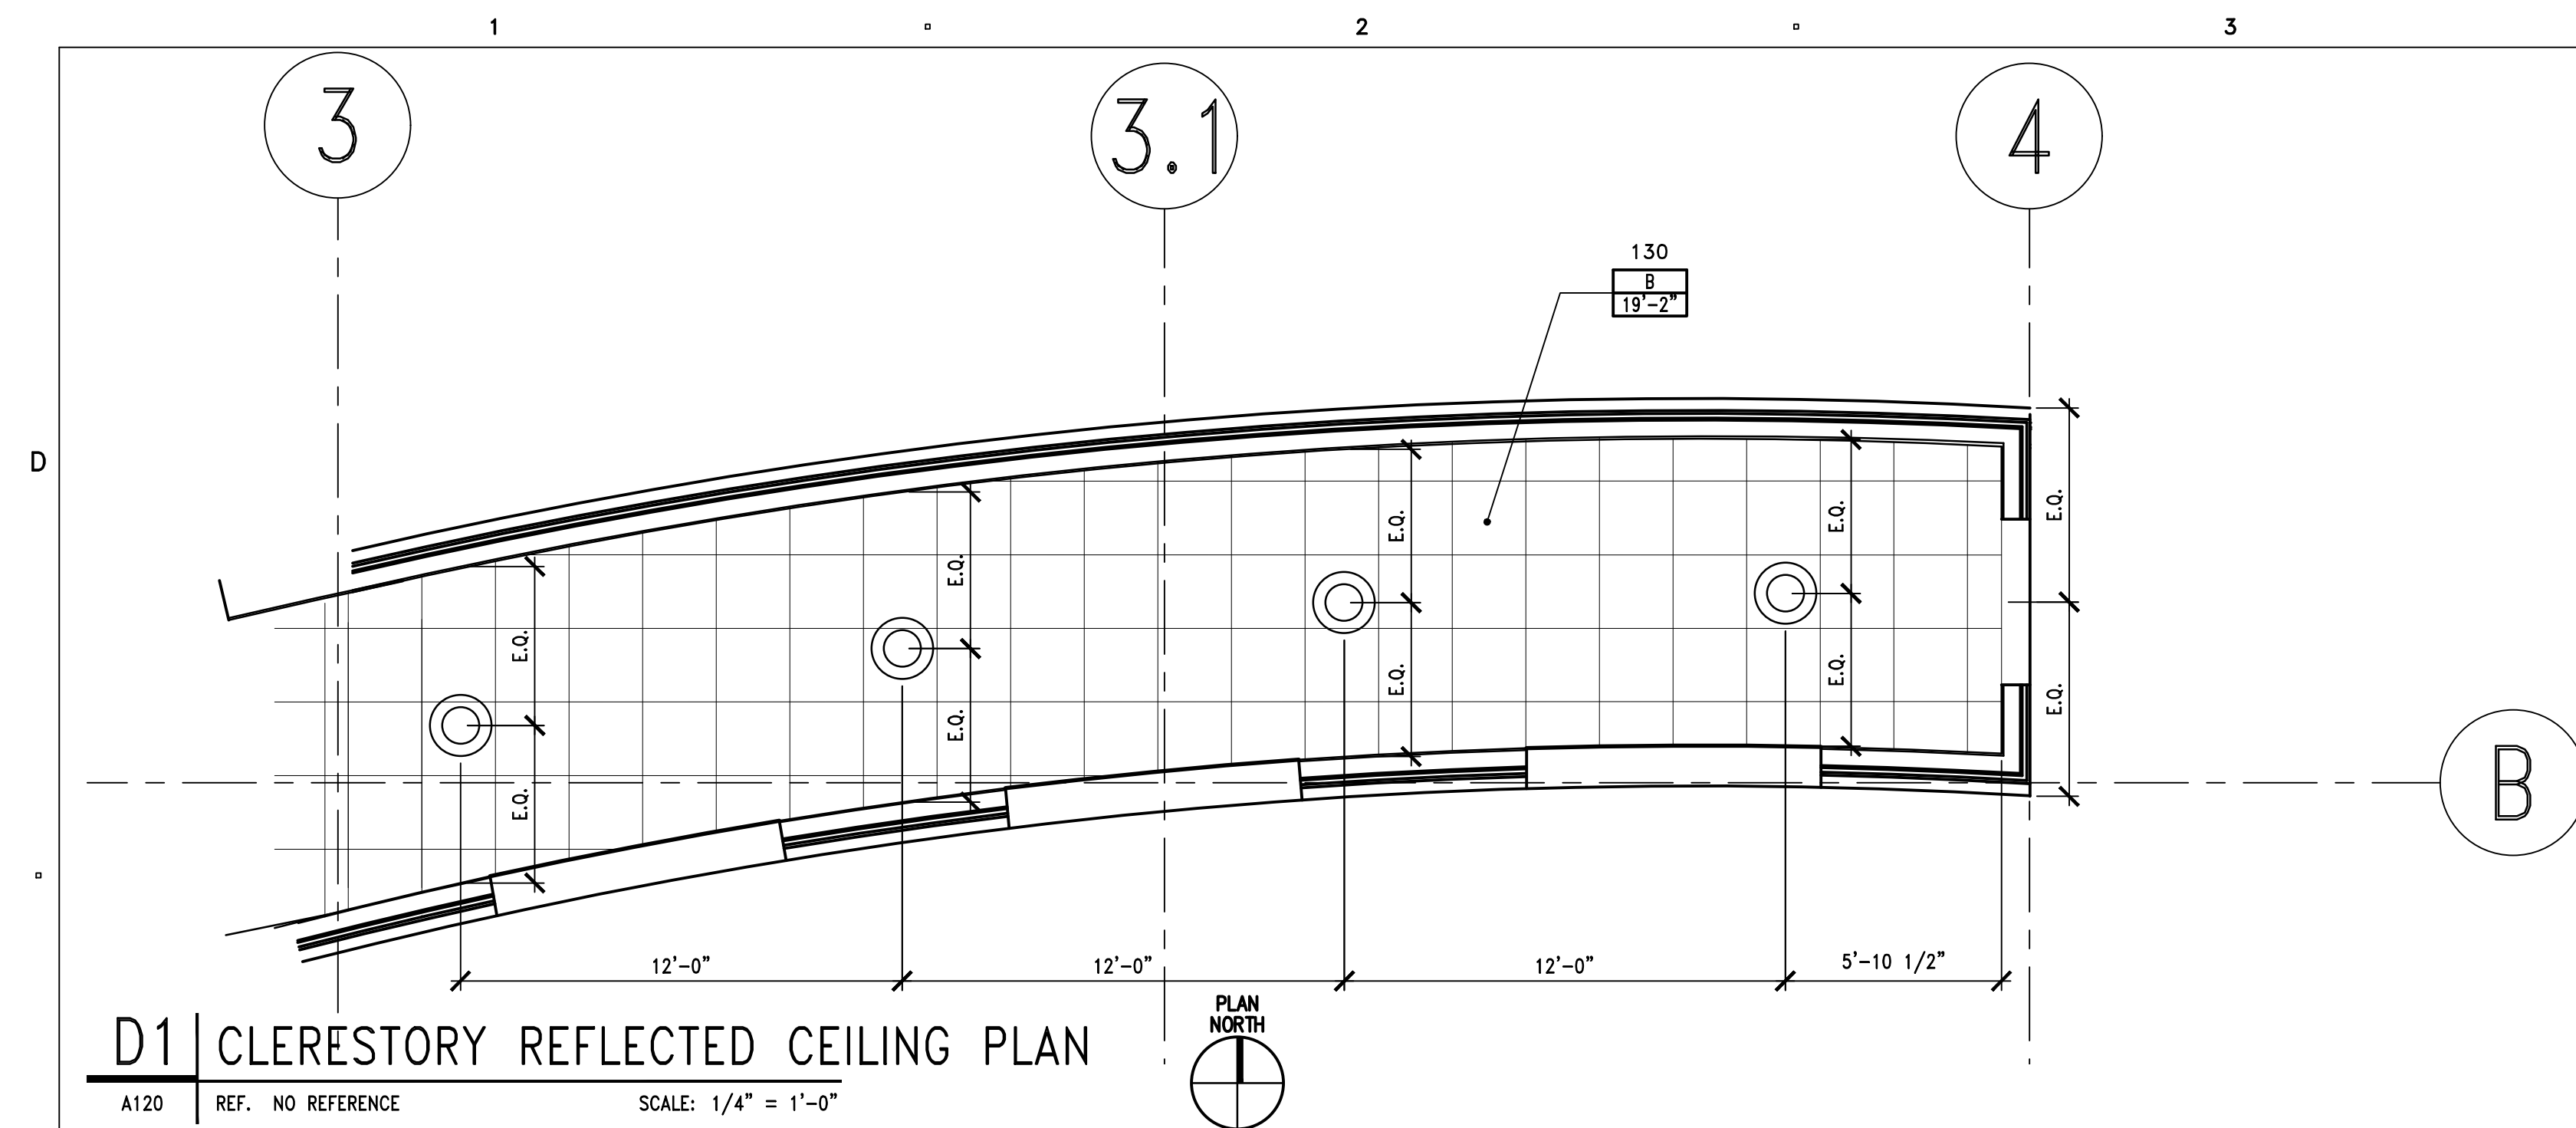 1
2
3
3
3.1
4
130
B
19'-2"
D
E.Q.
E.Q.
E.Q.
E.Q.
E.Q.
E.Q.
E.Q.
E.Q.
E.Q.
E.Q.
B
12'-0"
12'-0"
12'-0"
5'-10 1/2"
PLAN
NORTH
D1 CLERESTORY REFLECTED CEILING PLAN
A120 REF. NO REFERENCE SCALE: 1/4" = 1'-0"